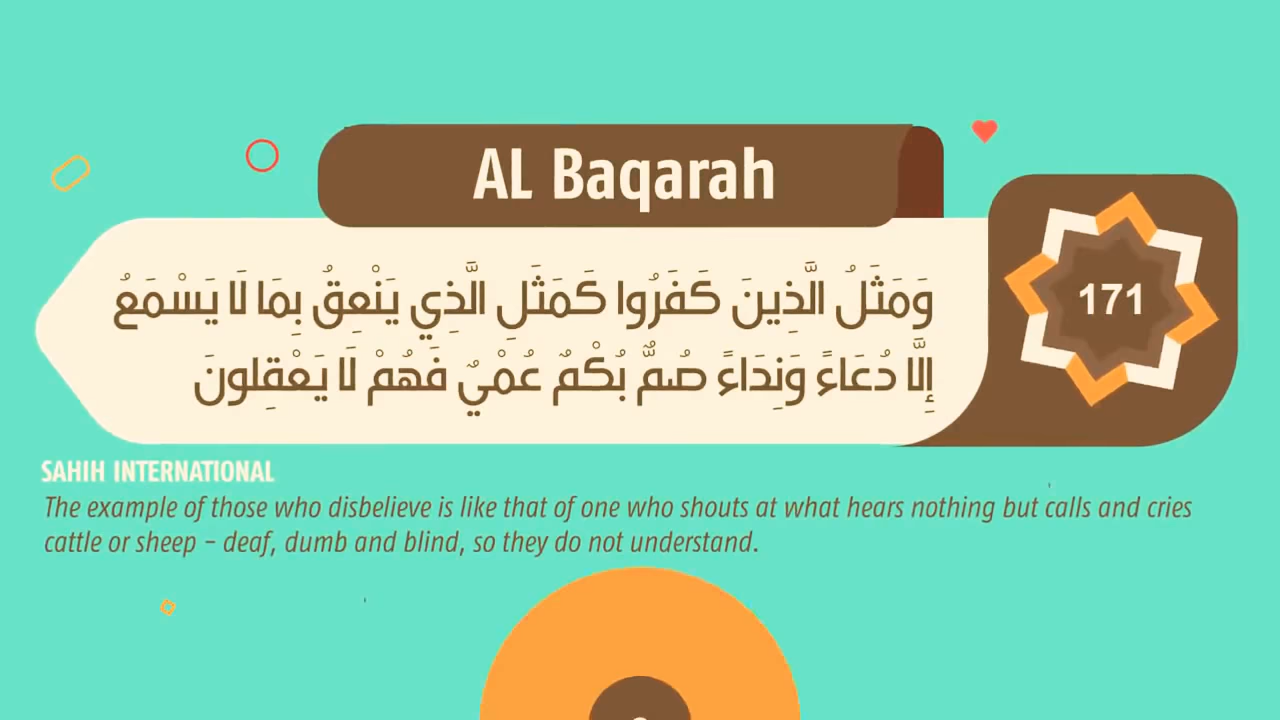 AL Baqarah
وَمَثَلُ الَّذِينَ كَفَرُوا كَمَثَلِ الَّذِي يَنْعِقُ بِمَا لَا يَسْمَعُ
171
إِلَّا دُعَاءً وَنِدَاءً صُمٌّ بُكْمٌ عُمْيٌ فَهُمْ لَا يَعْقِلونَ
SAHIH INTERNATIONAL
The example of those who disbelieve is like that of one who shouts at what hears nothing but calls and cries
cattle or sheep – deaf, dumb and blind, so they do not understand.